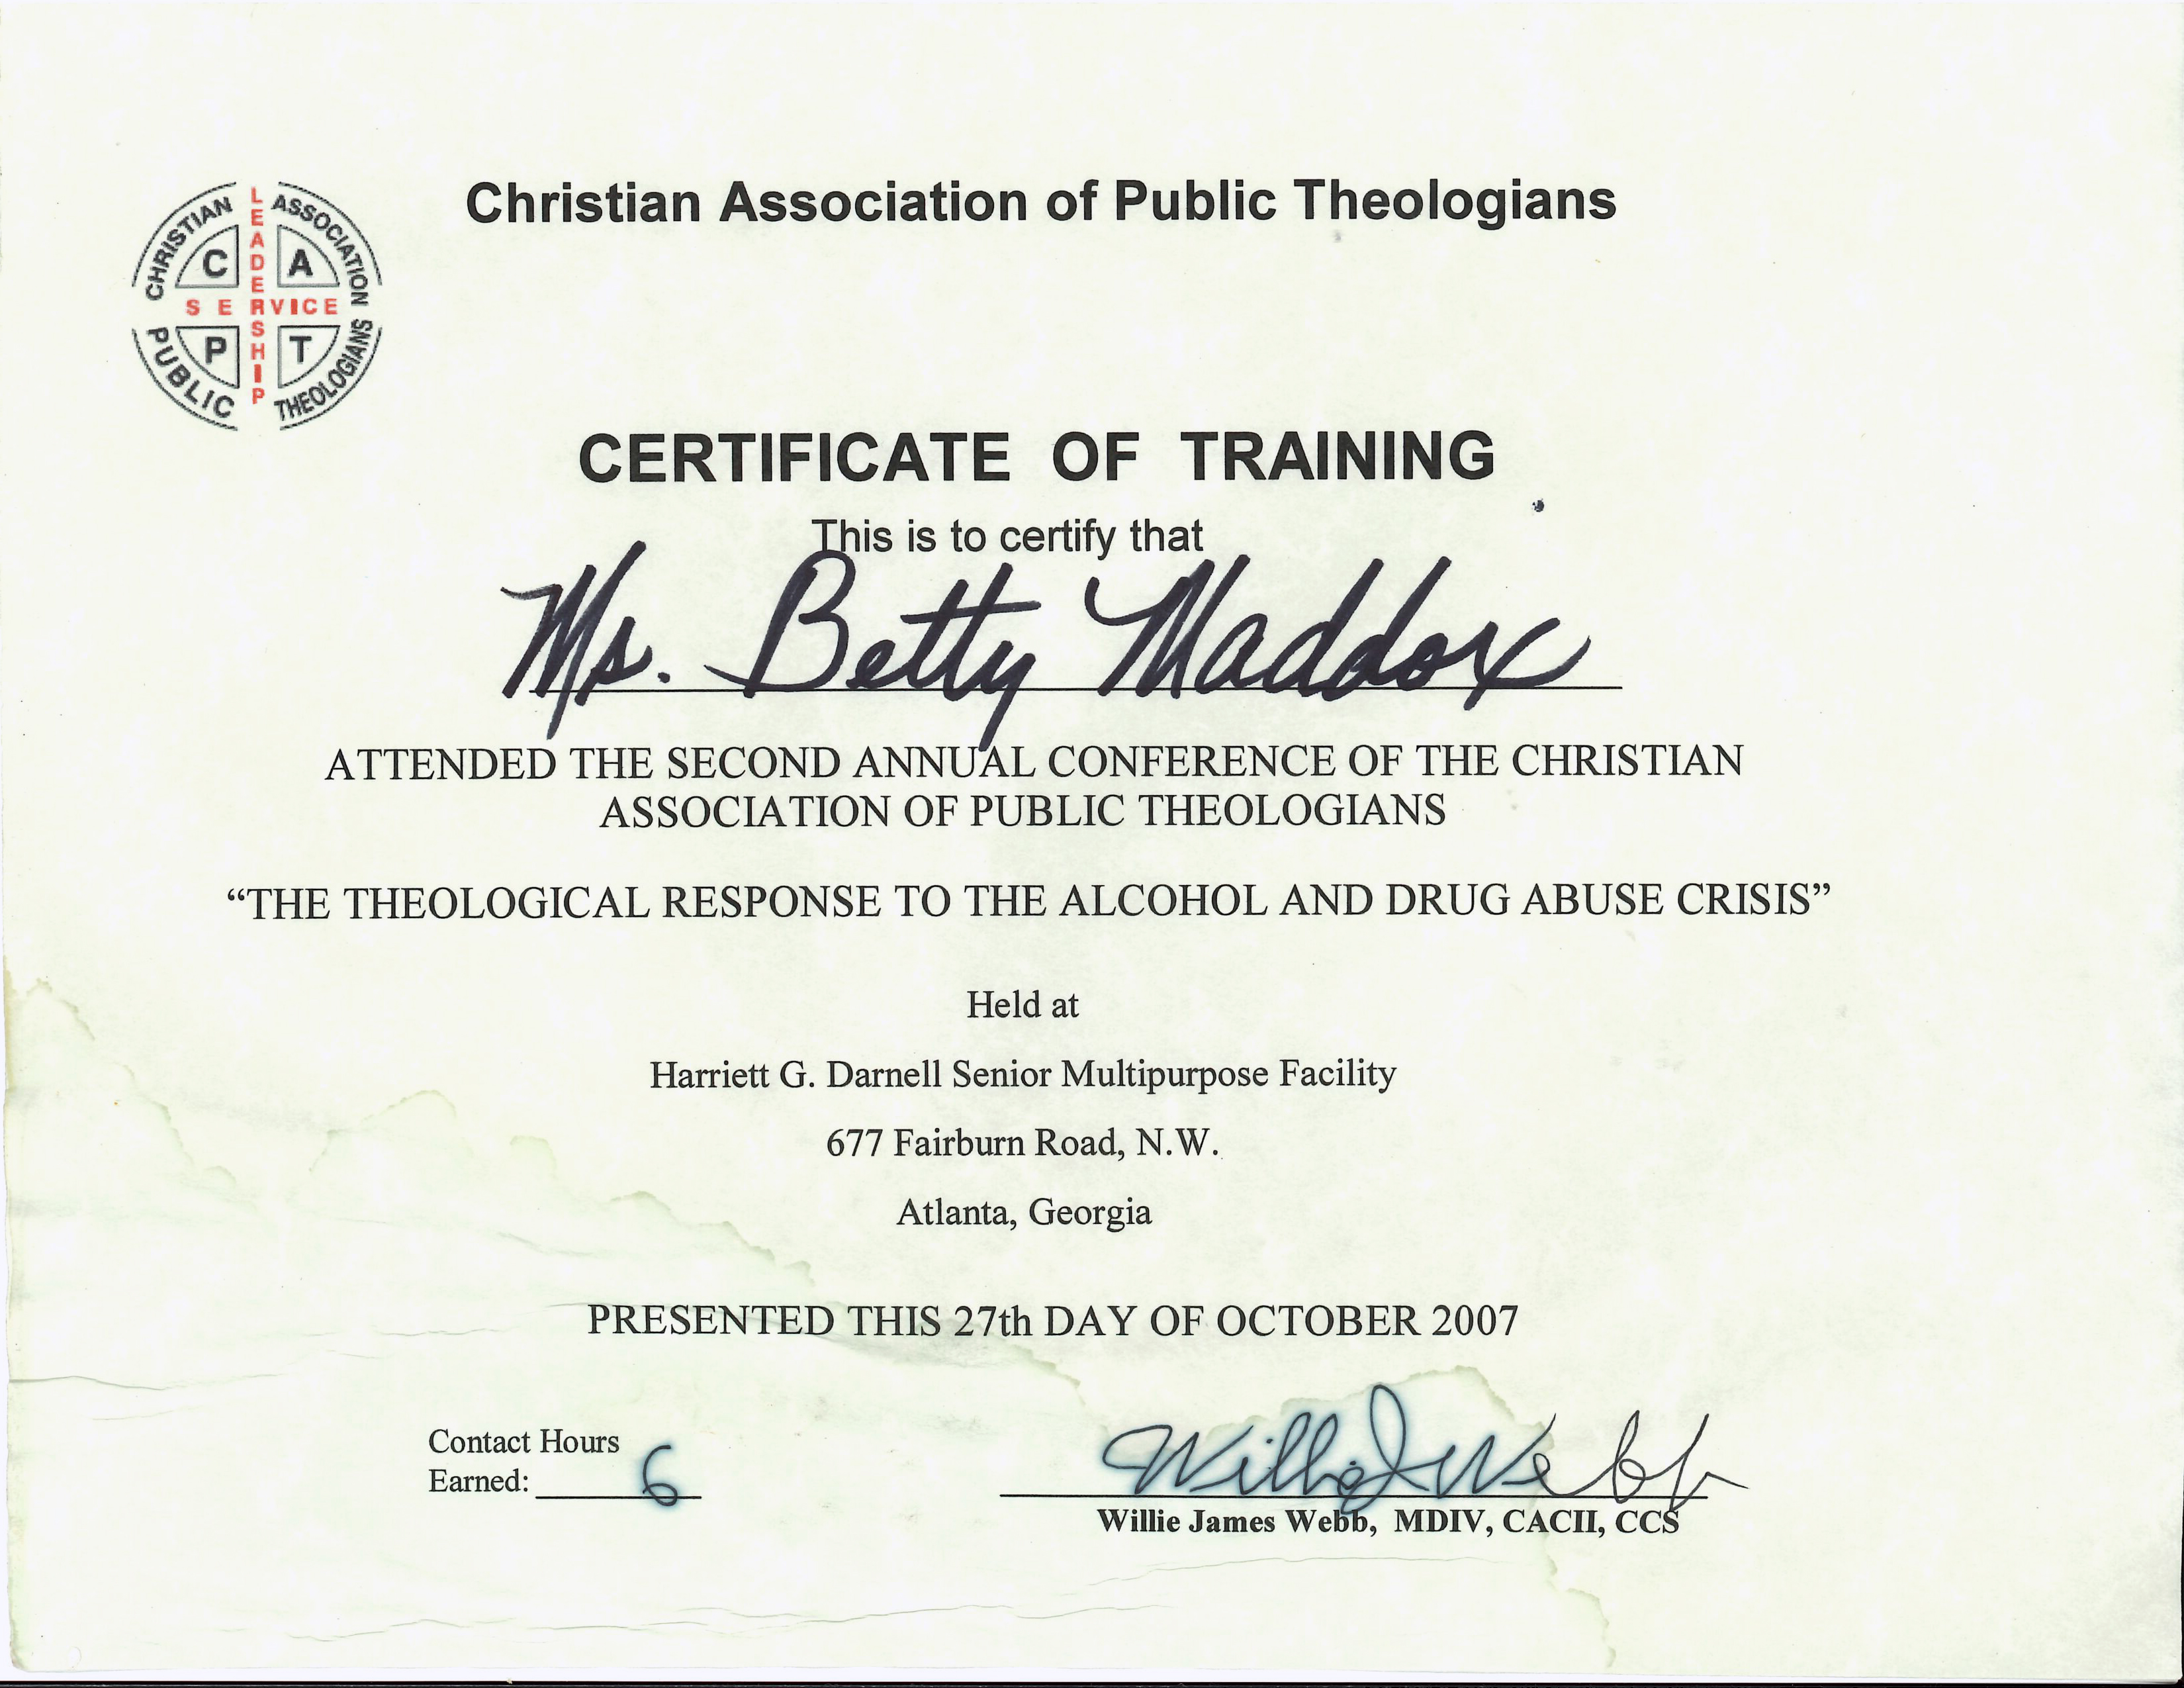 Christian Association of Public Theologians
CHRISTIAN ASSOCIATION
PUBLIC THEOLOGIANS
LEADERSHIP
SERVICE
C A
P T
CERTIFICATE OF TRAINING
This is to certify that
Ms. Betty Maddox
ATTENDED THE SECOND ANNUAL CONFERENCE OF THE CHRISTIAN
ASSOCIATION OF PUBLIC THEOLOGIANS
“THE THEOLOGICAL RESPONSE TO THE ALCOHOL AND DRUG ABUSE CRISIS”
Held at
Harriett G. Darnell Senior Multipurpose Facility
677 Fairburn Road, N.W.
Atlanta, Georgia
PRESENTED THIS 27th DAY OF OCTOBER 2007
Contact Hours
Earned: 6
Willie J Webb
Willie James Webb, MDIV, CACII, CCS